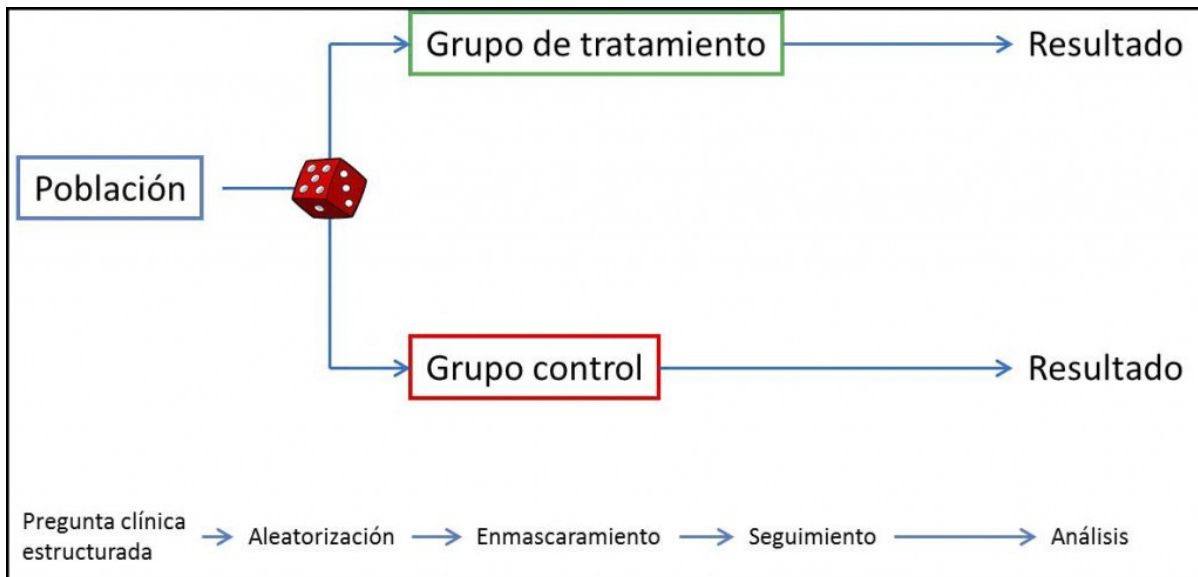 Grupo de tratamiento
Resultado
Población
Grupo control
Resultado
Pregunta clínica
estructurada
Aleatorización
Enmascaramiento
Seguimiento
Análisis